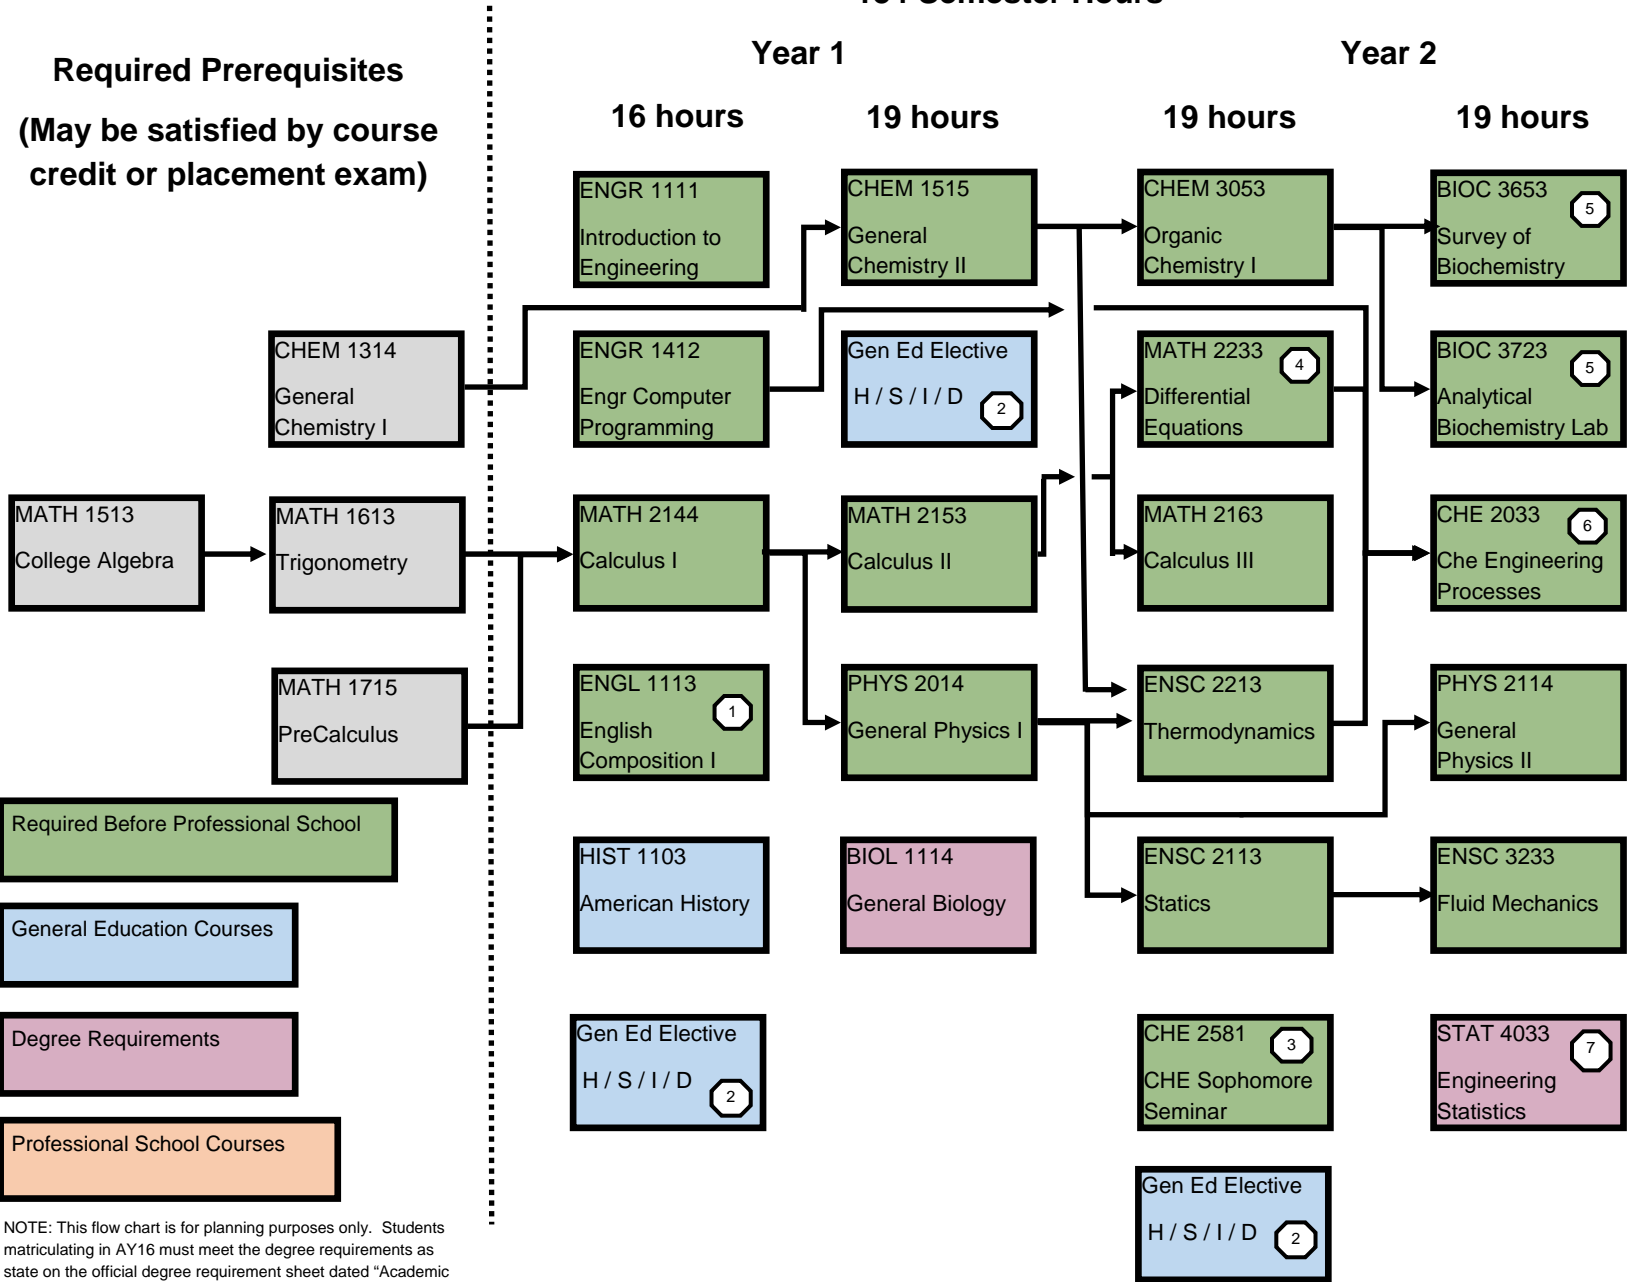 Required Prerequisites
(May be satisfied by course
credit or placement exam)
Year 1
Year 2
16 hours
19 hours
19 hours
19 hours
ENGR 1111
Introduction to
Engineering
CHEM 1515
General
Chemistry II
CHEM 3053
Organic
Chemistry I
BIOC 3653
5
Survey of
Biochemistry
CHEM 1314
General
Chemistry I
ENGR 1412
Engr Computer
Programming
Gen Ed Elective
H / S / I / D
2
MATH 2233
4
Differential
Equations
BIOC 3723
5
Analytical
Biochemistry Lab
MATH 1513
College Algebra
MATH 1613
Trigonometry
MATH 2144
Calculus I
MATH 2153
Calculus II
MATH 2163
Calculus III
CHE 2033
6
Che Engineering
Processes
MATH 1715
PreCalculus
ENGL 1113
1
English
Composition I
PHYS 2014
General Physics I
ENSC 2213
Thermodynamics
PHYS 2114
General
Physics II
Required Before Professional School
HIST 1103
American History
BIOL 1114
General Biology
ENSC 2113
Statics
ENSC 3233
Fluid Mechanics
General Education Courses
Degree Requirements
Gen Ed Elective
H / S / I / D
2
CHE 2581
3
CHE Sophomore
Seminar
STAT 4033
7
Engineering
Statistics
Professional School Courses
Gen Ed Elective
H / S / I / D
2
NOTE: This flow chart is for planning purposes only. Students
matriculating in AY16 must meet the degree requirements as
state on the official degree requirement sheet dated “Academic